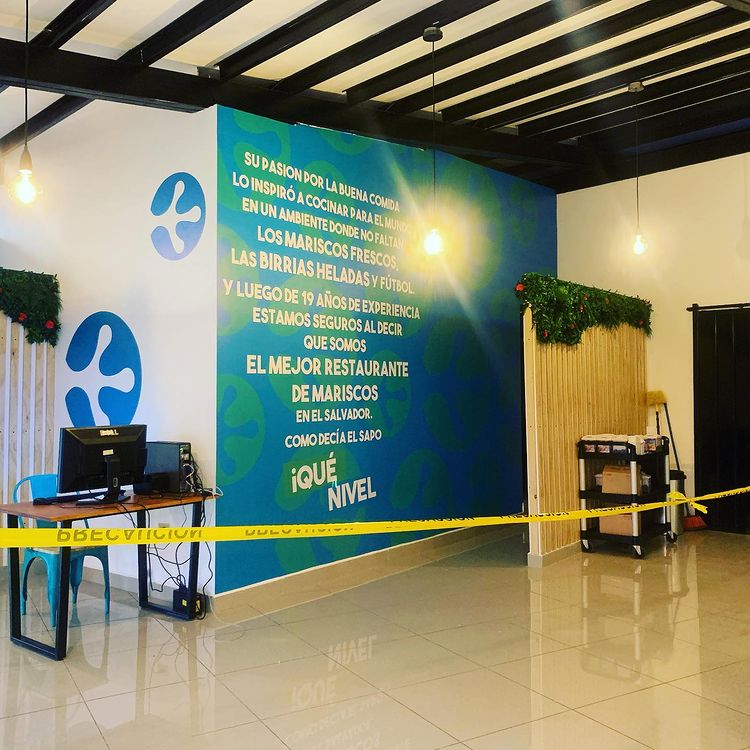 SU PASION POR LA BUENA COMIDA
LO INSPIRÓ A COCINAR PARA EL MUNDO
EN UN AMBIENTE DONDE NO FALTAN
LOS MARISCOS FRESCOS,
LAS BIRRIAS HELADAS Y FÚTBOL.
Y LUEGO DE 19 AÑOS DE EXPERIENCIA
ESTAMOS SEGUROS AL DECIR
QUE SOMOS
EL MEJOR RESTAURANTE
DE MARISCOS
EN EL SALVADOR.
COMO DECÍA EL SAPO
¡QUÉ
NIVEL